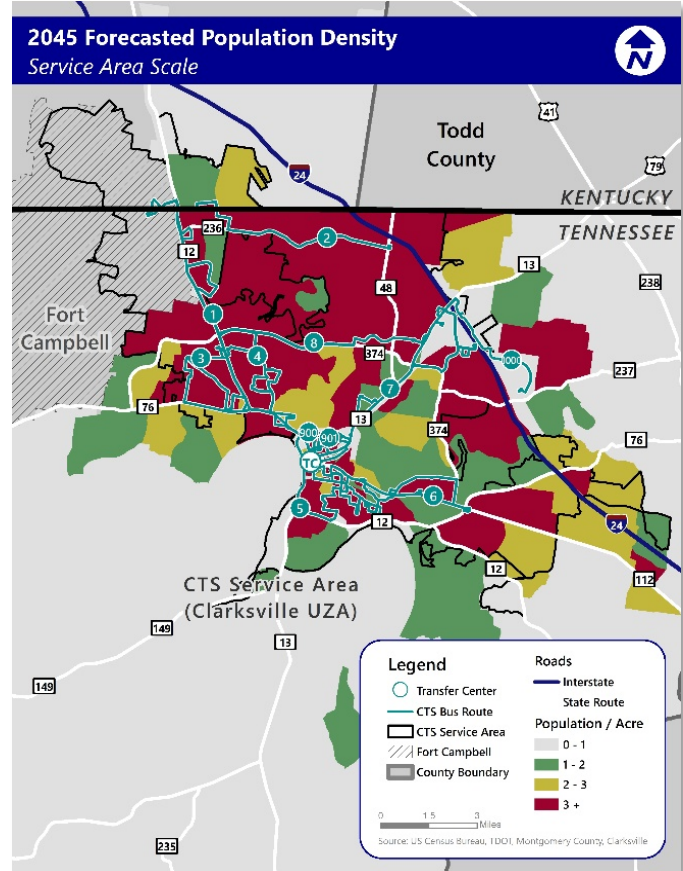 2045 Forecasted Population Density
Service Area Scale
N
41
Todd
County
79
24
KENTUCKY
TENNESSEE
236
2
12
13
238
48
1
Fort
Campbell
8
3
4
374
237
7
76
13
900
901
374
76
TC
6
5
12
24
12
112
CTS Service Area
(Clarksville UZA)
149
13
149
235
Legend
Transfer Center
CTS Bus Route
CTS Service Area
Fort Campbell
County Boundary
0 1.5 3
Miles
Roads
Interstate
State Route
Population / Acre
0 - 1
1 - 2
2 - 3
3 +
Source: US Census Bureau, TDOT, Montgomery County, Clarksville